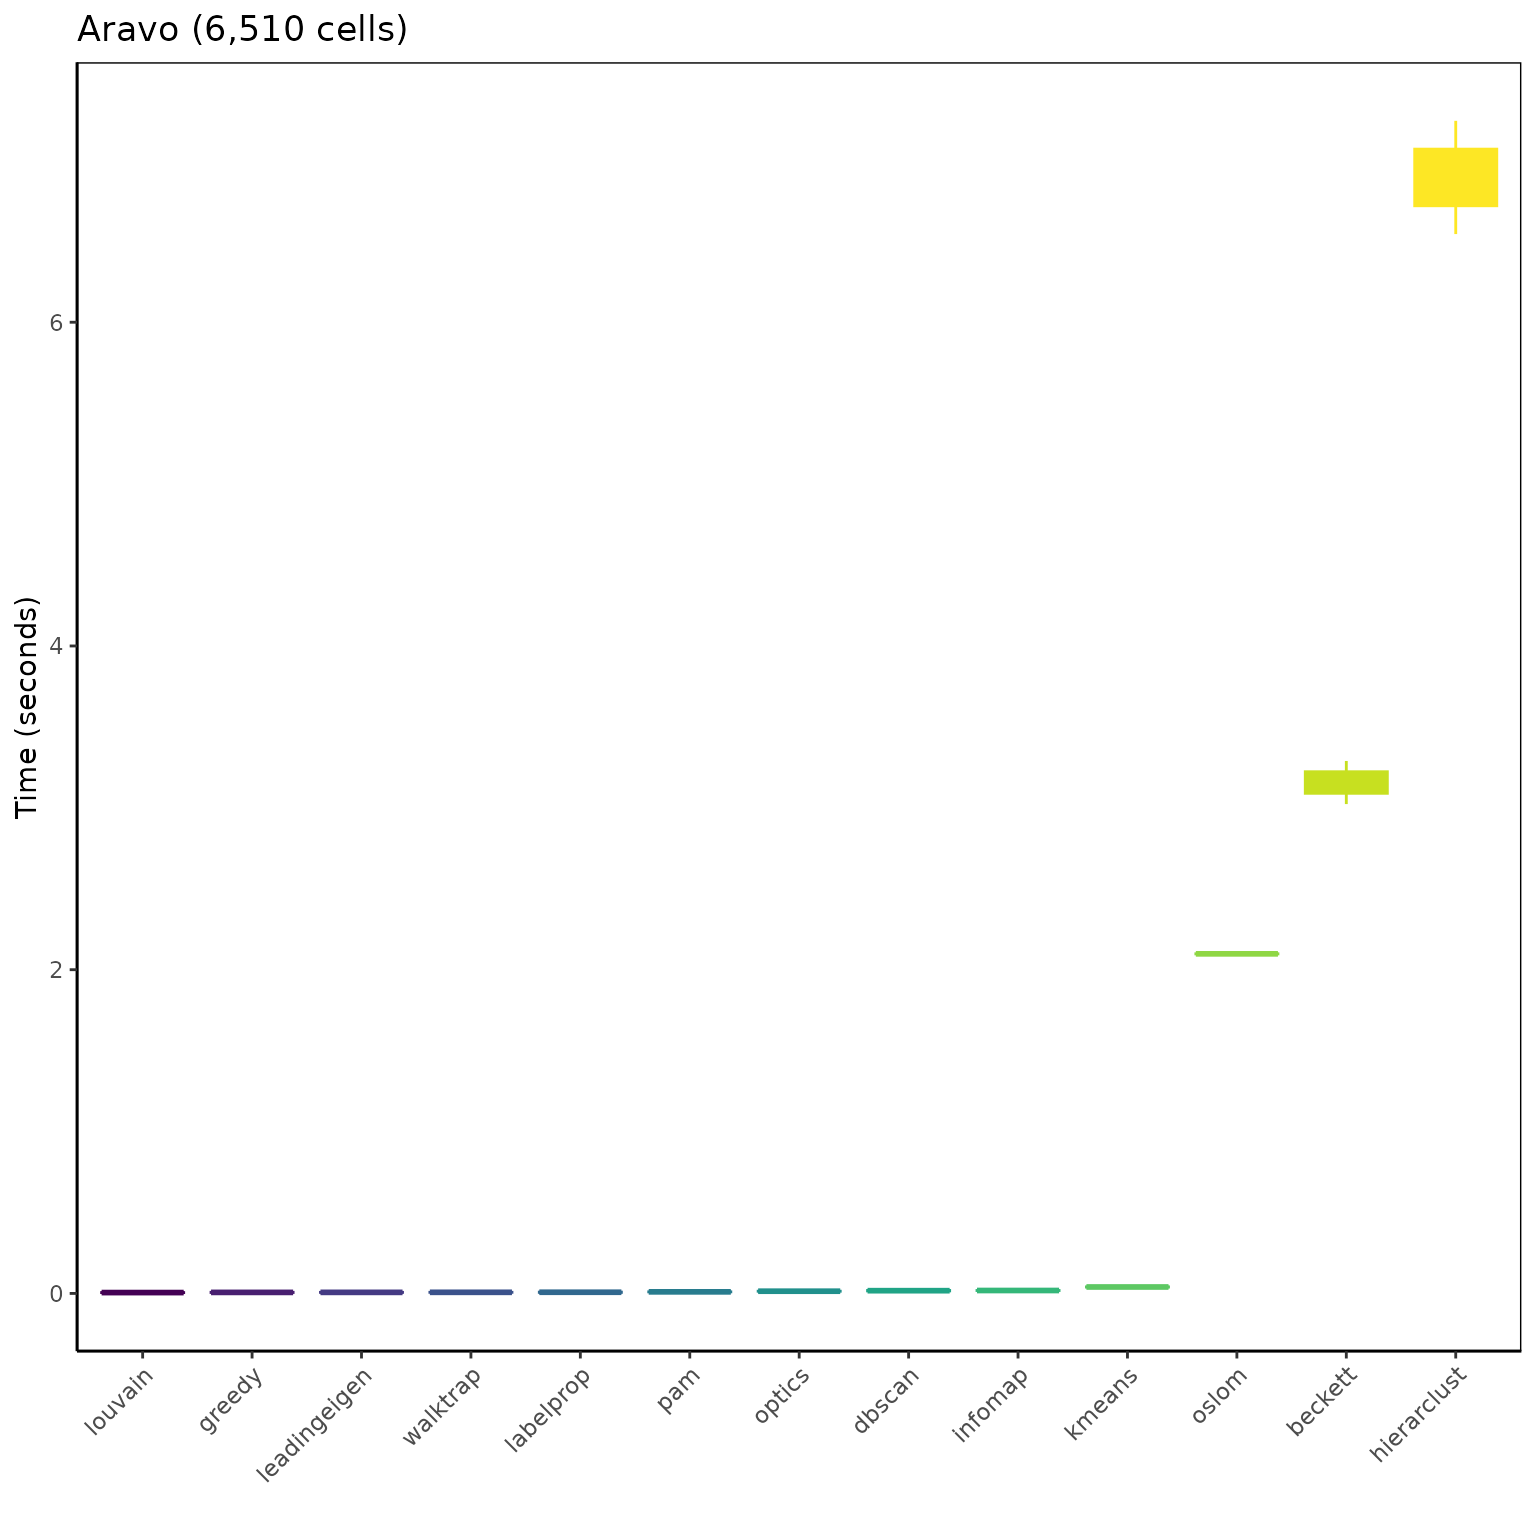 Aravo (6,510 cells)
Time (seconds)
6
4
2
0
louvain
greedy
leadingeigen
walktrap
labelprop
pam
optics
dbscan
infomap
kmeans
oslom
beckett
hierarclust